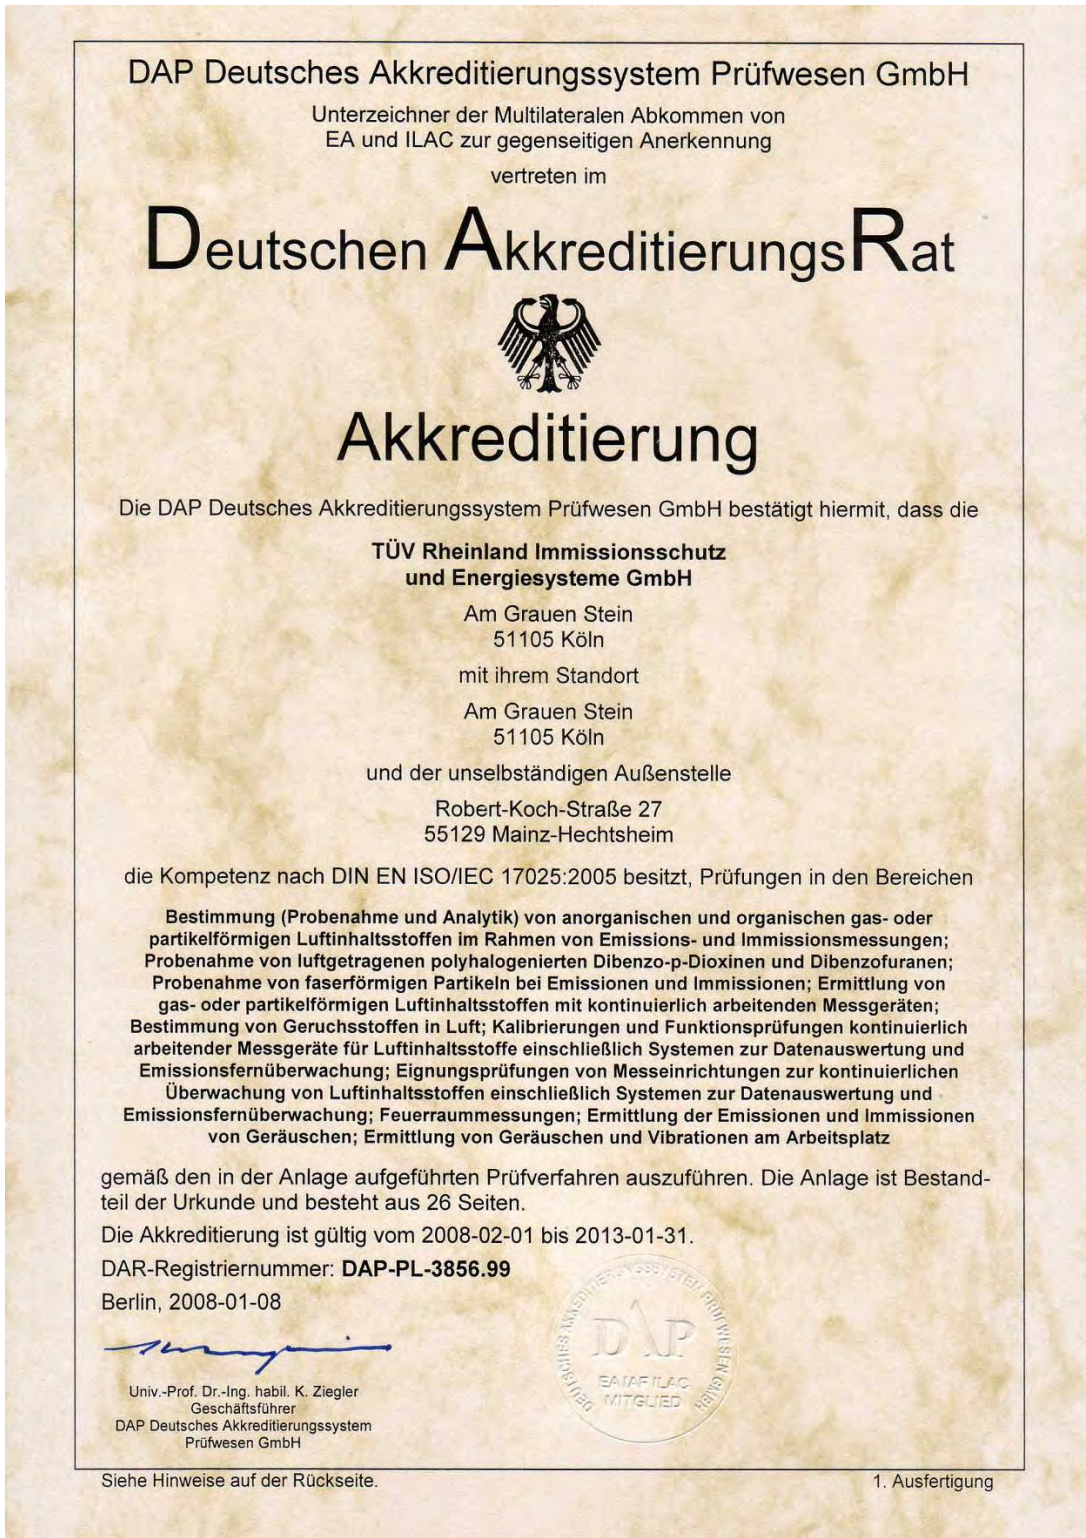 DAP Deutsches Akkreditierungssystem Prüfwesen GmbH
Unterzeichner der Multilateralen Abkommen von
EA und ILAC zur gegenseitigen Anerkennung
vertreten im
Deutschen AkkreditierungsRat
Akkreditierung
Die DAP Deutsches Akkreditierungssystem Prüfwesen GmbH bestätigt hiermit, dass die
TÜV Rheinland Immissionsschutz
und Energiesysteme GmbH
Am Grauen Stein
51105 Köln
mit ihrem Standort
Am Grauen Stein
51105 Köln
und der unselbständigen Außenstelle
Robert-Koch-Straße 27
55129 Mainz-Hechtsheim
die Kompetenz nach DIN EN ISO/IEC 17025:2005 besitzt, Prüfungen in den Bereichen
Bestimmung (Probenahme und Analytik) von anorganischen und organischen gas- oder
partikelförmigen Luftinhaltsstoffen im Rahmen von Emissions- und Immissionsmessungen;
Probenahme von luftgetragenen polyhalogenierten Dibenzo-p-Dioxinen und Dibenzofuranen;
Probenahme von faserförmigen Partikeln bei Emissionen und Immissionen; Ermittlung von
gas- oder partikelförmigen Luftinhaltsstoffen mit kontinuierlich arbeitenden Messgeräten;
Bestimmung von Geruchsstoffen in Luft; Kalibrierungen und Funktionsprüfungen kontinuierlich
arbeitender Messgeräte für Luftinhaltsstoffe einschließlich Systemen zur Datenauswertung und
Emissionsfernüberwachung; Eignungsprüfungen von Messeinrichtungen zur kontinuierlichen
Überwachung von Luftinhaltsstoffen einschließlich Systemen zur Datenauswertung und
Emissionsfernüberwachung; Feuerraummessungen; Ermittlung der Emissionen und Immissionen
von Geräuschen; Ermittlung von Geräuschen und Vibrationen am Arbeitsplatz
gemäß den in der Anlage aufgeführten Prüfverfahren auszuführen. Die Anlage ist Bestand-
teil der Urkunde und besteht aus 26 Seiten.
Die Akkreditierung ist gültig vom 2008-02-01 bis 2013-01-31.
DAR-Registriernummer: DAP-PL-3856.99
Berlin, 2008-01-08
DEUTSCHES AKKREDITIERUNGSSYSTEM PRÜFWESEN GMBH
DAP
EA IAF ILAC
MITGLIED
Univ.-Prof. Dr.-Ing. habil. K. Ziegler
Geschäftsführer
DAP Deutsches Akkreditierungssystem
Prüfwesen GmbH
Siehe Hinweise auf der Rückseite.
1. Ausfertigung